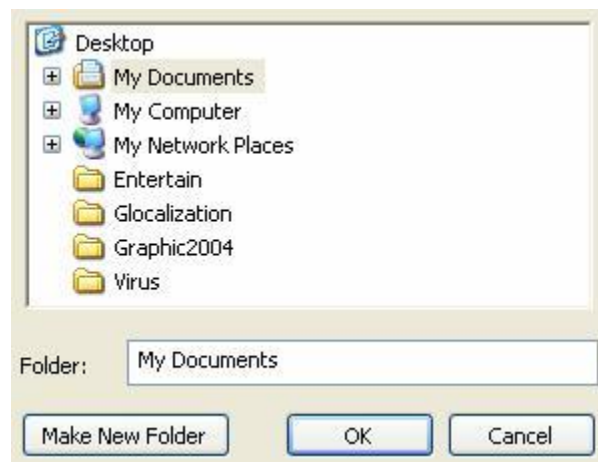 Desktop
My Documents
My Computer
My Network Places
Entertain
Glocalization
Graphic2004
Virus
Folder: My Documents
Make New Folder OK Cancel